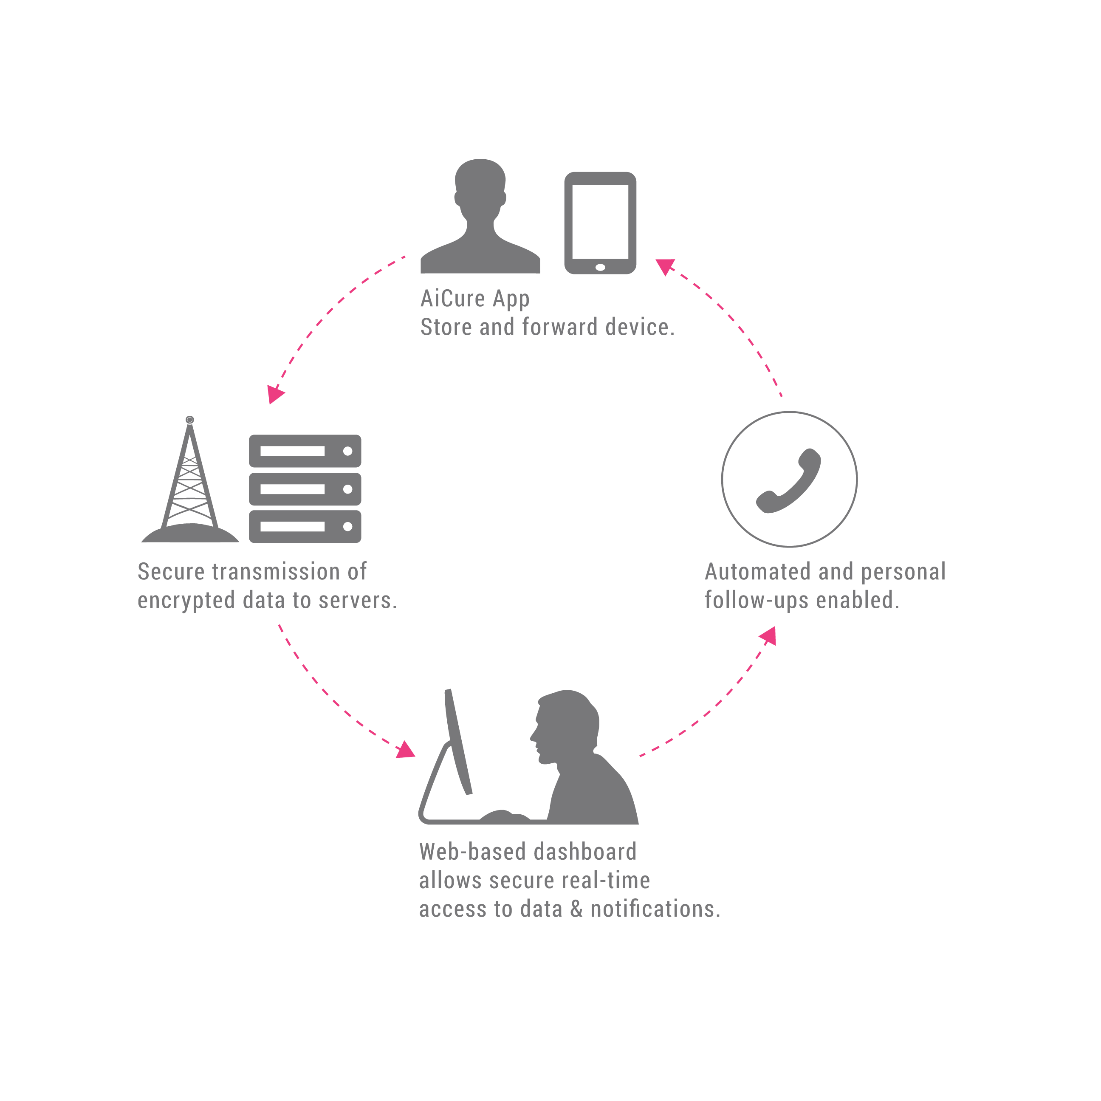 AiCure App
Store and forward device.
Secure transmission of
encrypted data to servers.
Automated and personal
follow-ups enabled.
Web-based dashboard
allows secure real-time
access to data & notifications.